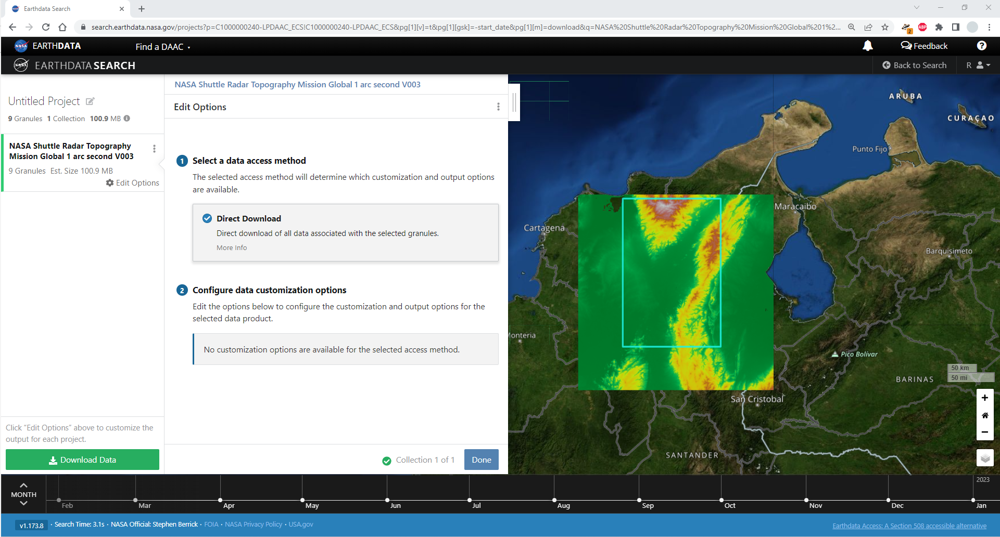 Earthdata Search
search.earthdata.nasa.gov/projects?p=C1000000240-LPDAAC_ECS!C1000000240-LPDAAC_ECS&pg[1][v]=t&pg[1][gsk]=-start_date&pg[1][m]=download&q=NASA%20Shuttle%20Radar%20Topography%20Mission%20Global%201%2...
2
ABP
NASA
EARTHDATA
Find a DAAC
Feedback
?
EARTHDATA SEARCH
Back to Search
R
Untitled Project
9 Granules 1 Collection 100.9 MB
NASA Shuttle Radar Topography
Mission Global 1 arc second V003
9 Granules Est. Size 100.9 MB
Edit Options
Click “Edit Options” above to customize the
output for each project.
Download Data
NASA Shuttle Radar Topography Mission Global 1 arc second V003
Edit Options
1 Select a data access method
The selected access method will determine which customization and output options
are available.
Direct Download
Direct download of all data associated with the selected granules.
More Info
2 Configure data customization options
Edit the options below to configure the customization and output options for the
selected data product.
No customization options are available for the selected access method.
Collection 1 of 1
Done
ARUBA
CURAÇAO
Punto Fijo
Maracaibo
Cartagena
Barquisimeto
Monteria
Pico Bolívar
50 km
50 mi
BARINAS
San Cristobal
SANTANDER
+
−
MONTH
2023
Feb
Mar
Apr
May
Jun
Jul
Aug
Sep
Oct
Nov
Dec
Jan
v1.173.8 · Search Time: 3.1s · NASA Official: Stephen Berrick · FOIA · NASA Privacy Policy · USA.gov
Earthdata Access: A Section 508 accessible alternative